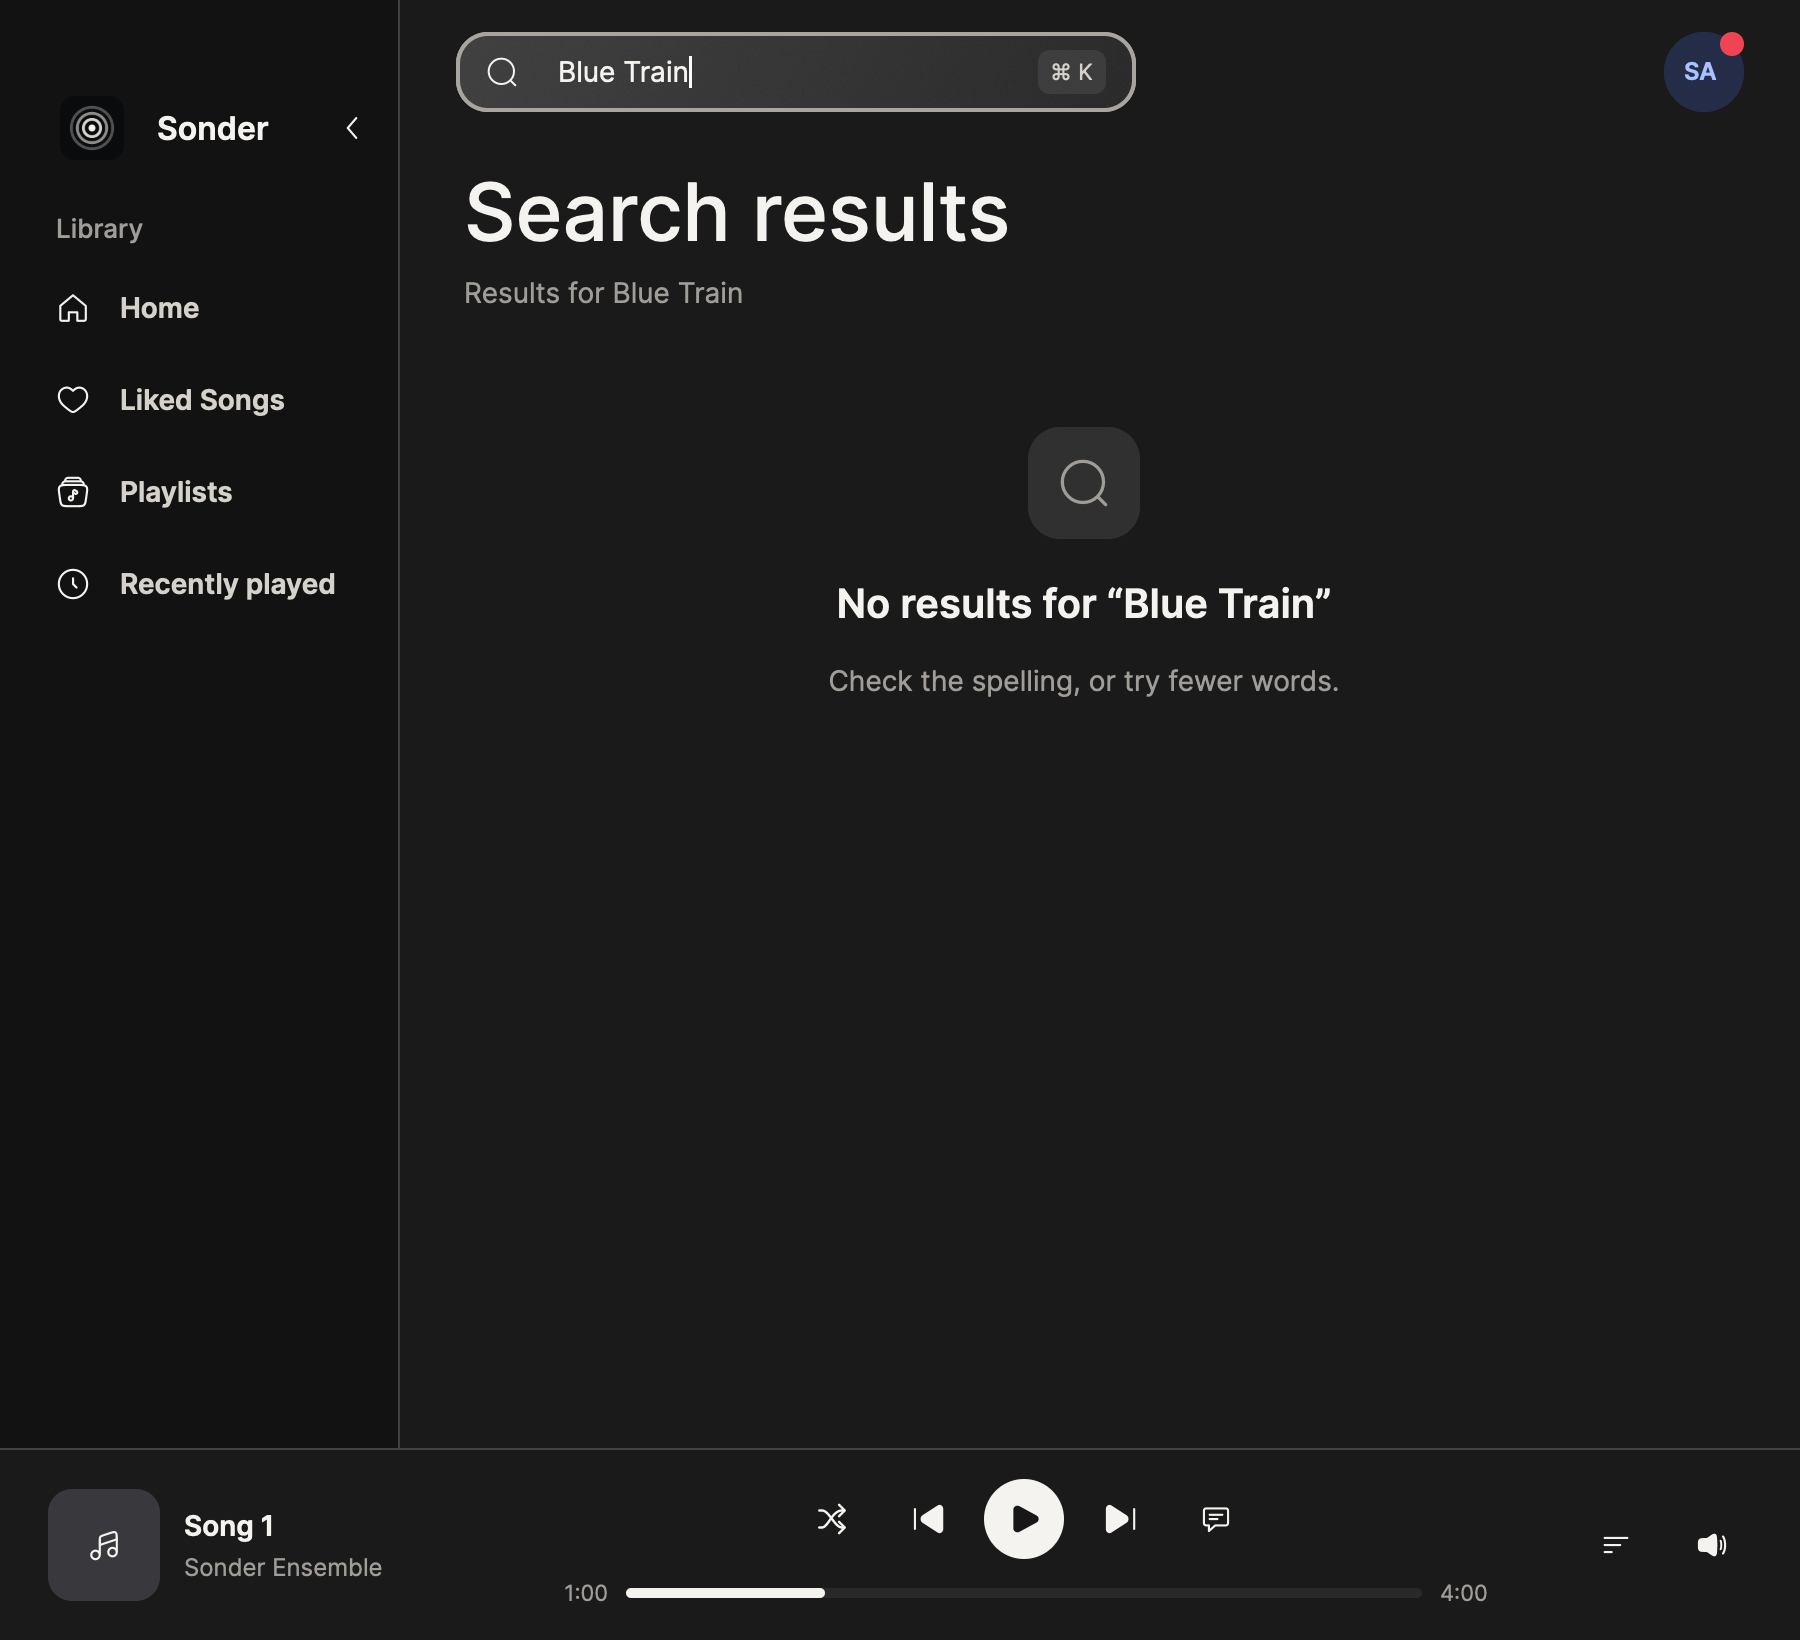 Blue Train
⌘ K
SA
Sonder
Library
Home
Liked Songs
Playlists
Recently played
Search results
Results for Blue Train
No results for “Blue Train”
Check the spelling, or try fewer words.
Song 1
Sonder Ensemble
1:00
4:00